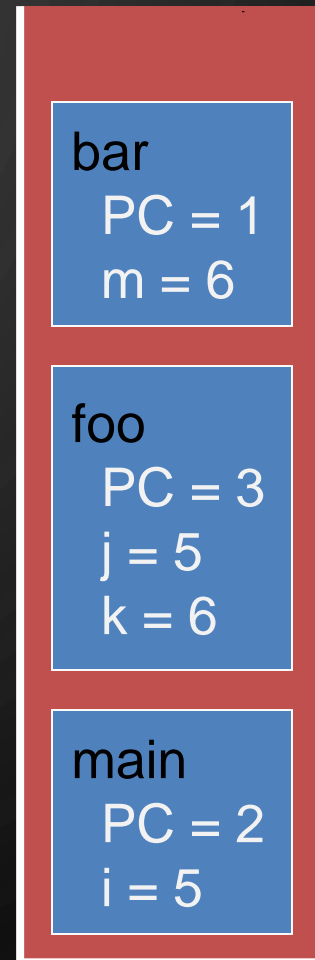 bar
PC = 1
m = 6
foo
PC = 3
j = 5
k = 6
main
PC = 2
i = 5